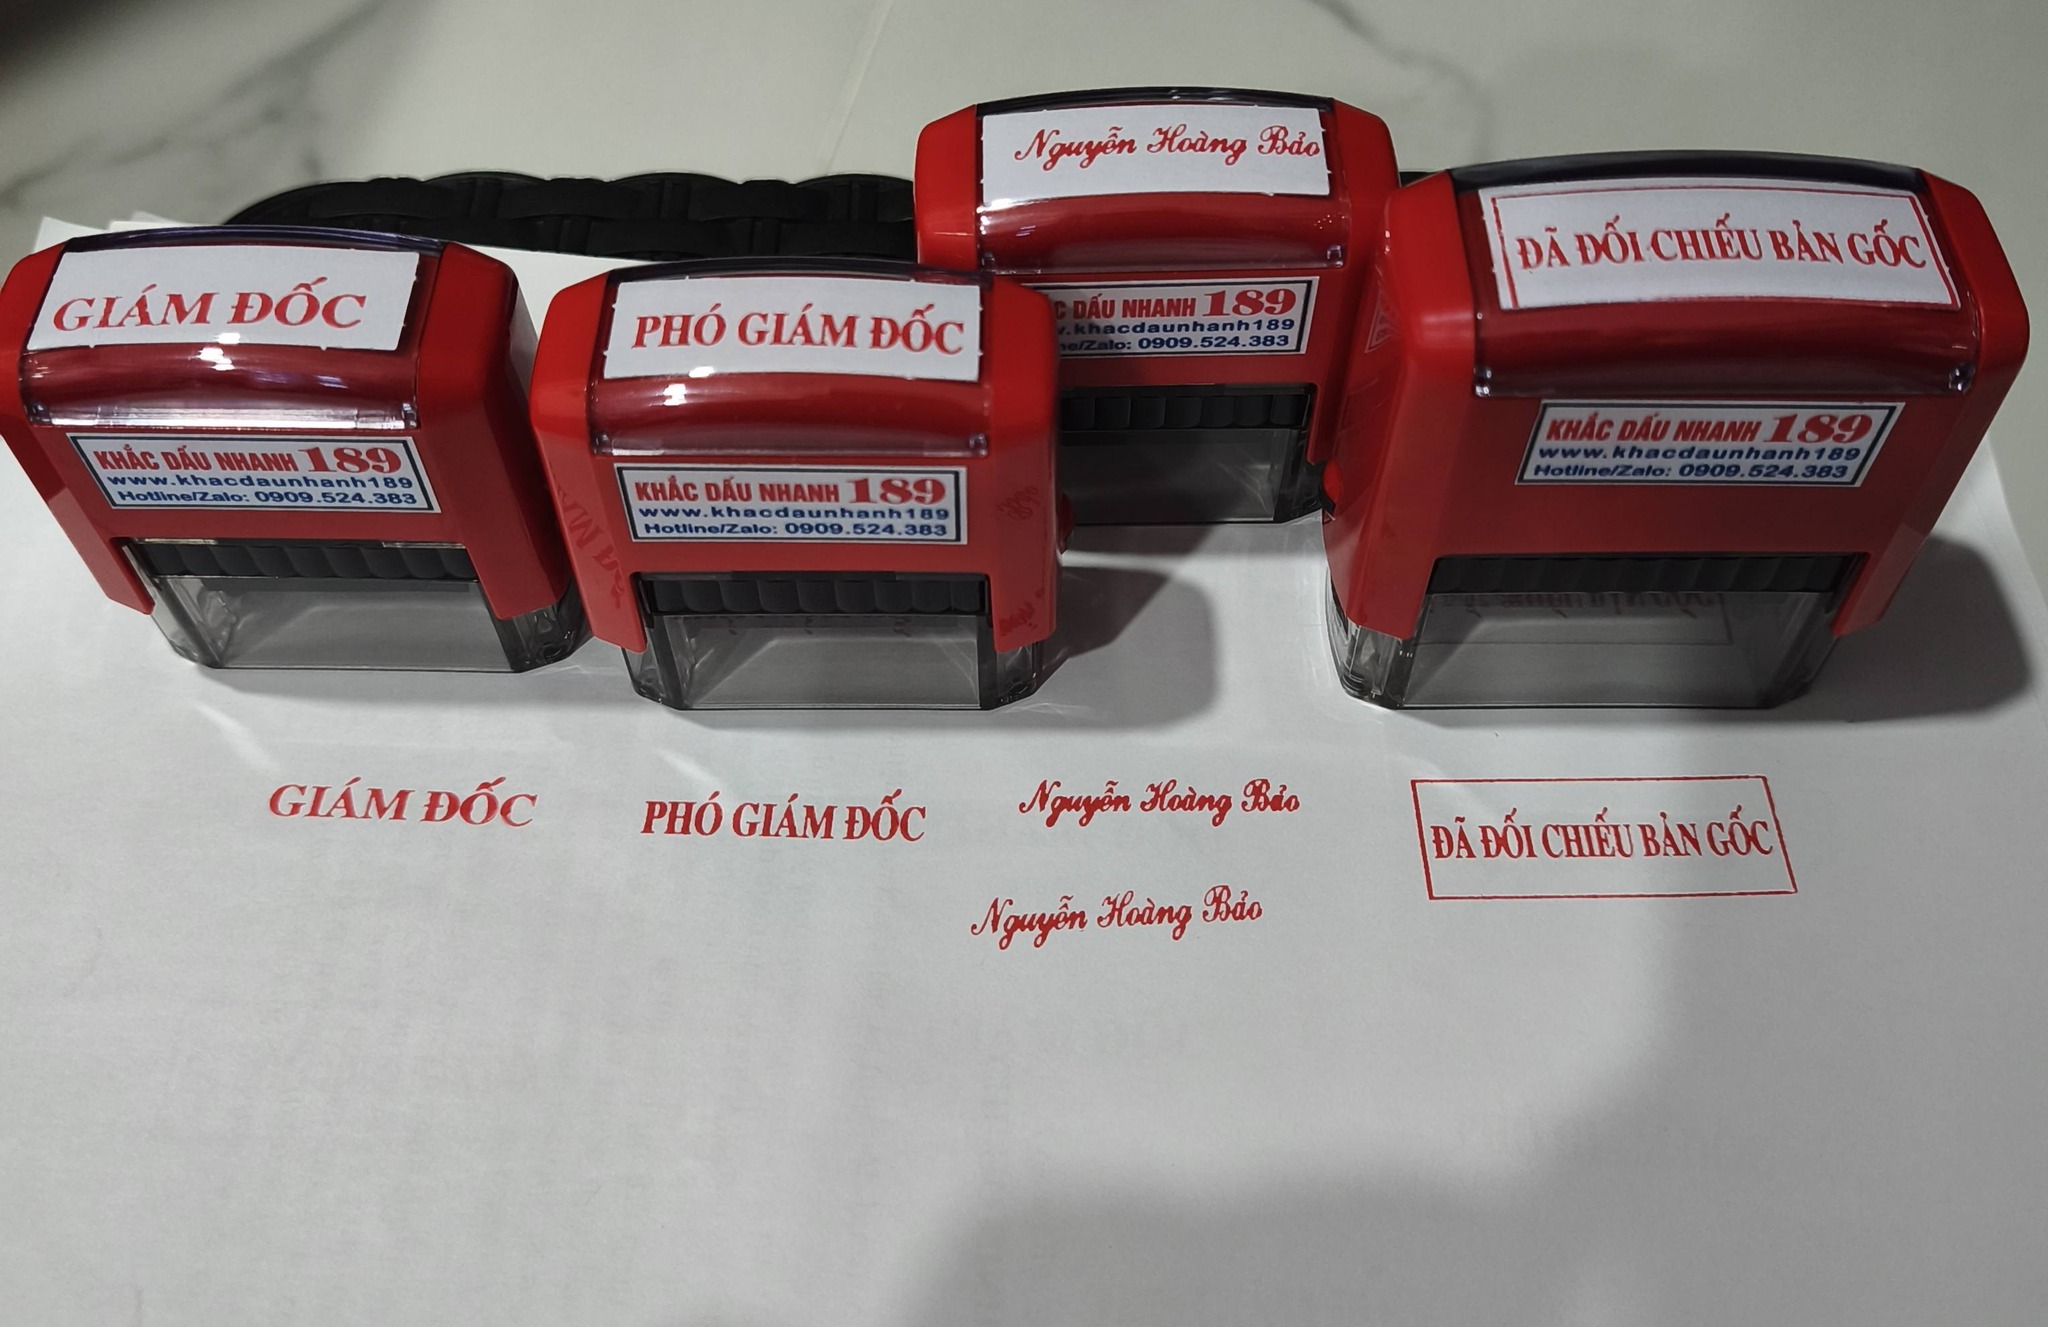 GIÁM ĐỐC
KHẮC DẤU NHANH 189
www.khacdaunhanh189
Hotline/Zalo: 0909.524.383
PHÓ GIÁM ĐỐC
KHẮC DẤU NHANH 189
www.khacdaunhanh189
Hotline/Zalo: 0909.524.383
Nguyễn Hoàng Bảo
DẤU NHANH 189
.khacdaunhanh189
/Zalo: 0909.524.383
ĐÃ ĐỐI CHIẾU BẢN GỐC
KHẮC DẤU NHANH 189
www.khacdaunhanh189
Hotline/Zalo: 0909.524.383
GIÁM ĐỐC
PHÓ GIÁM ĐỐC
Nguyễn Hoàng Bảo
ĐÃ ĐỐI CHIẾU BẢN GỐC
Nguyễn Hoàng Bảo